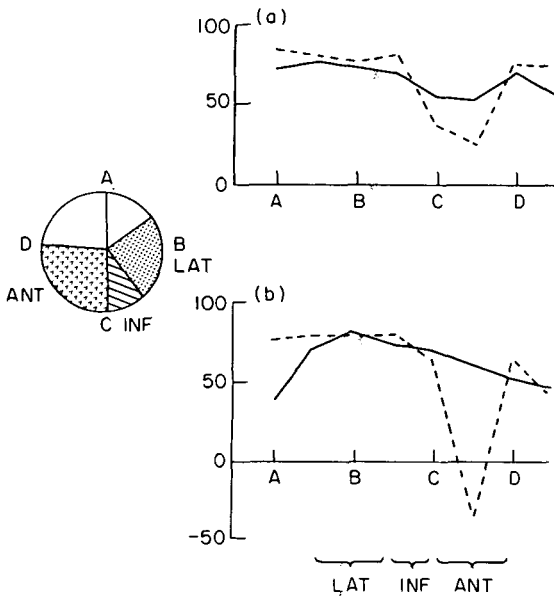 (a)
100
50
0
A B C D
A
D
B
LAT
ANT
C INF
(b)
100
50
0
A B C D
-50
LAT INF ANT